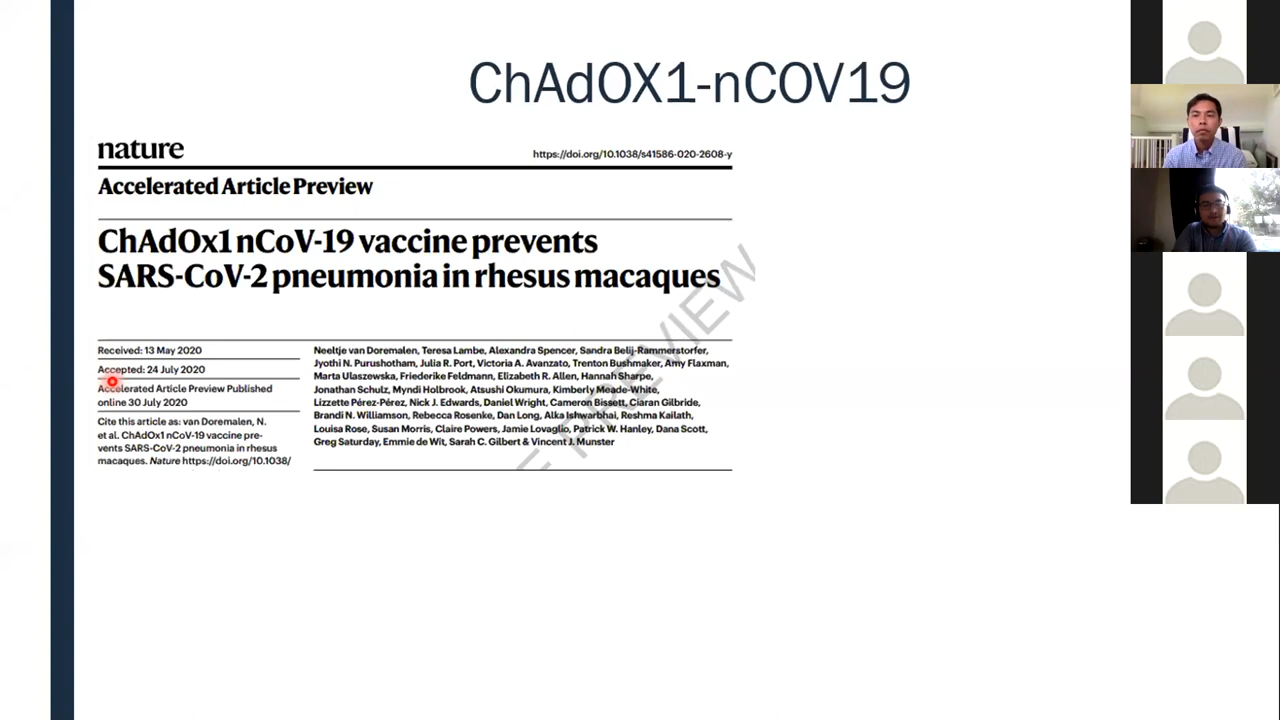 ChAdOX1-nCOV19
nature
https://doi.org/10.1038/s41586-020-2608-y
Accelerated Article Preview
ChAdOx1 nCoV-19 vaccine prevents
SARS-CoV-2 pneumonia in rhesus macaques
Received: 13 May 2020
Accepted: 24 July 2020
Accelerated Article Preview Published
online 30 July 2020
Cite this article as: van Doremalen, N.
et al. ChAdOx1 nCoV-19 vaccine pre-
vents SARS-CoV-2 pneumonia in rhesus
macaques. Nature https://doi.org/10.1038/
Neeltje van Doremalen, Teresa Lambe, Alexandra Spencer, Sandra Belij-Rammerstorfer,
Jyothi N. Purushotham, Julia R. Port, Victoria A. Avanzato, Trenton Bushmaker, Amy Flaxman,
Marta Ulaszewska, Friederike Feldmann, Elizabeth R. Allen, Hannah Sharpe,
Jonathan Schulz, Myndi Holbrook, Atsushi Okumura, Kimberly Meade-White,
Lizzette Pérez-Pérez, Nick J. Edwards, Daniel Wright, Cameron Bissett, Ciaran Gilbride,
Brandi N. Williamson, Rebecca Rosenke, Dan Long, Alka Ishwarbhai, Reshma Kailath,
Louisa Rose, Susan Morris, Claire Powers, Jamie Lovaglio, Patrick W. Hanley, Dana Scott,
Greg Saturday, Emmie de Wit, Sarah C. Gilbert & Vincent J. Munster
E PREVIEW